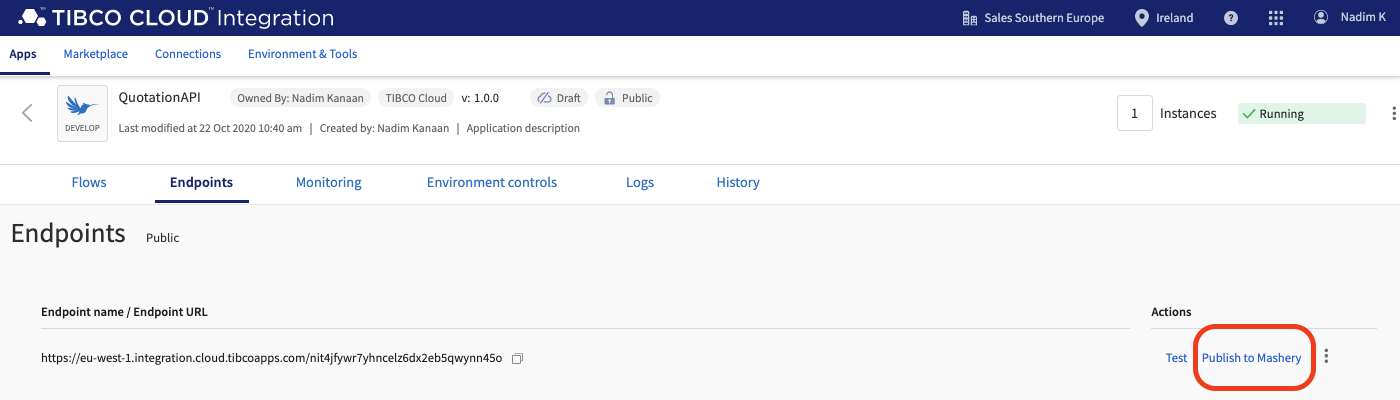 TIBCO CLOUD™ Integration
Sales Southern Europe
Ireland
?
Nadim K
Apps
Marketplace
Connections
Environment & Tools
DEVELOP
QuotationAPI
Owned By: Nadim Kanaan
TIBCO Cloud
v: 1.0.0
Draft
Public
Last modified at 22 Oct 2020 10:40 am | Created by: Nadim Kanaan | Application description
1
Instances
Running
Flows
Endpoints
Monitoring
Environment controls
Logs
History
Endpoints
Public
Endpoint name / Endpoint URL
Actions
https://eu-west-1.integration.cloud.tibcoapps.com/nit4jfywr7yhncelz6dx2eb5qwynn45o
Test
Publish to Mashery